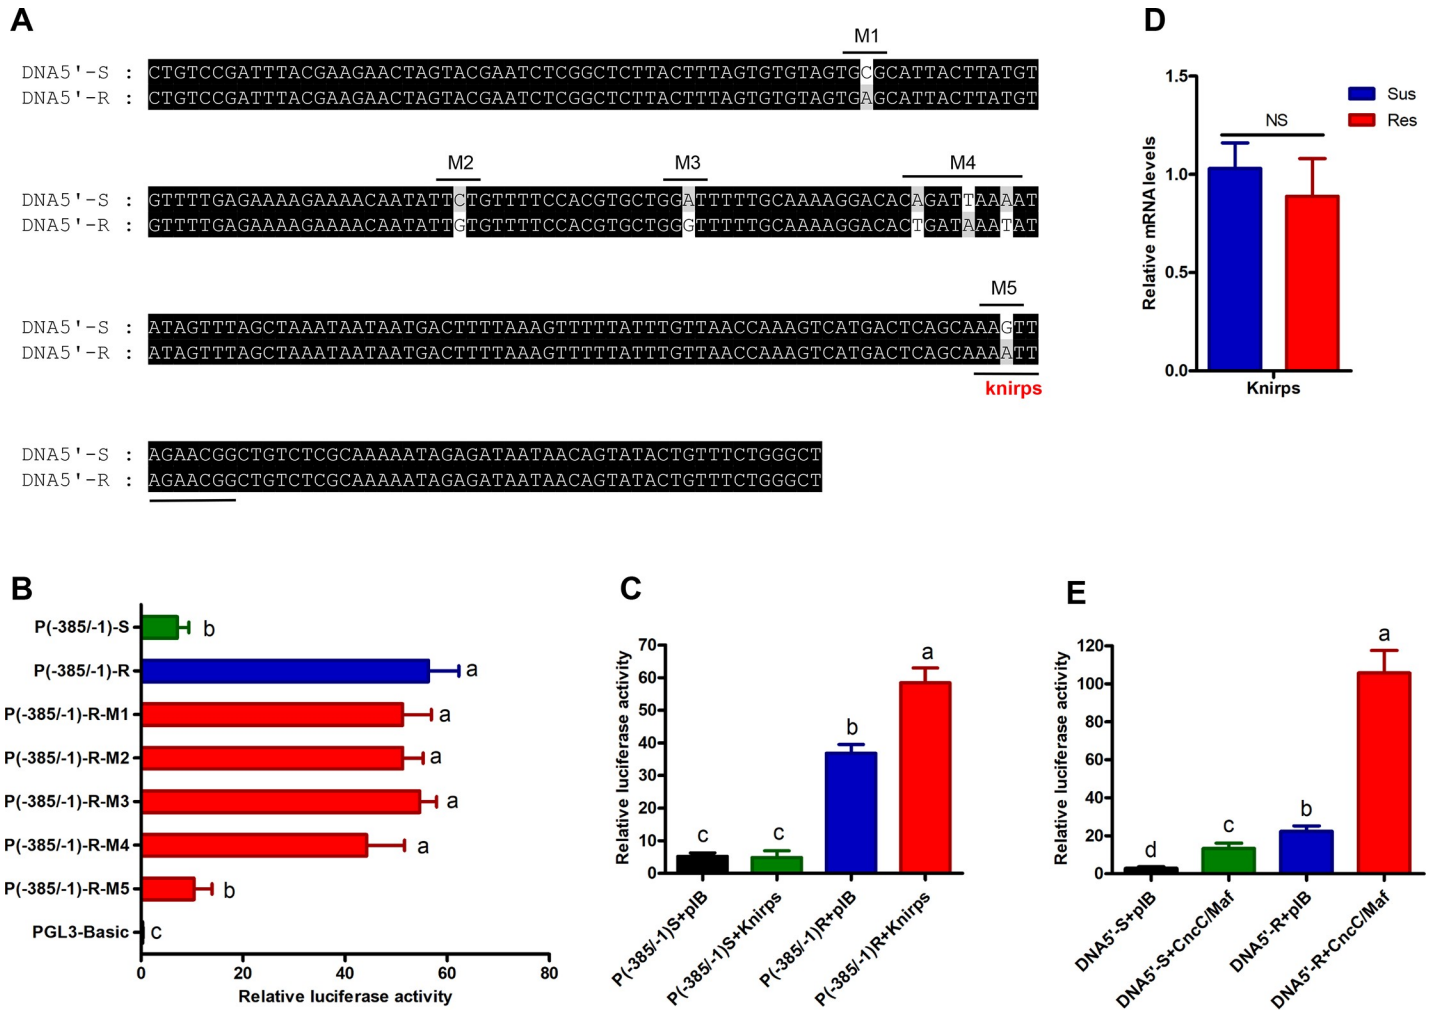 A
M1
DNA5'-S : CTGTCCGATTTACGAAGAACTAGTACGAATCTCGGCTCTTACTTTAGTGTGTAGTGCGCATTACTTATGT
DNA5'-R : CTGTCCGATTTACGAAGAACTAGTACGAATCTCGGCTCTTACTTTAGTGTGTAGTGAGCATTACTTATGT
M2 M3 M4
DNA5'-S : GTTTTGAGAAAAGAAAACAATATTCTGTTTTCCACGTGCTGGATTTTTGCAAAAGGACACAGATTAAAAT
DNA5'-R : GTTTTGAGAAAAGAAAACAATATTGTGTTTTCCACGTGCTGGGTTTTTGCAAAAGGACACTGATAAATAT
M5
DNA5'-S : ATAGTTTAGCTAAATAATAATGACTTTTAAAGTTTTTATTTGTTAACCAAAGTCATGACTCAGCAAAGTT
DNA5'-R : ATAGTTTAGCTAAATAATAATGACTTTTAAAGTTTTTATTTGTTAACCAAAGTCATGACTCAGCAAAATT
knirps
DNA5'-S : AGAACGGCTGTCTCGCAAAAATAGAGATAATAACAGTATACTGTTTCTGGGCT
DNA5'-R : AGAACGGCTGTCTCGCAAAAATAGAGATAATAACAGTATACTGTTTCTGGGCT
D
Relative mRNA levels
1.5
1.0
0.5
0.0
NS
Sus
Res
Knirps
B
P(-385/-1)-S b
P(-385/-1)-R a
P(-385/-1)-R-M1 a
P(-385/-1)-R-M2 a
P(-385/-1)-R-M3 a
P(-385/-1)-R-M4 a
P(-385/-1)-R-M5 b
PGL3-Basic c
0 20 40 60 80
Relative luciferase activity
C
Relative luciferase activity
70
60
50
40
30
20
10
0
c c b a
P(-385/-1)S+pIB
P(-385/-1)S+Knirps
P(-385/-1)R+pIB
P(-385/-1)R+Knirps
E
Relative luciferase activity
120
100
80
60
40
20
0
d c b a
DNA5'-S+pIB
DNA5'-S+CncC/Maf
DNA5'-R+pIB
DNA5'-R+CncC/Maf